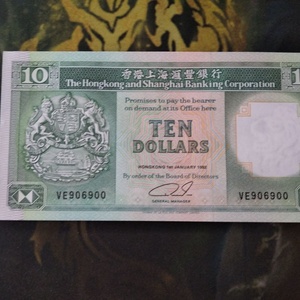 10
香港上海滙豐銀行
The Hongkong and Shanghai Banking Corporation
Promises to pay the bearer
on demand at its Office here
TEN
DOLLARS
HONGKONG 1ST JANUARY
By order of the Board of Directors
GENERAL MANAGER
VE906900
VE906900